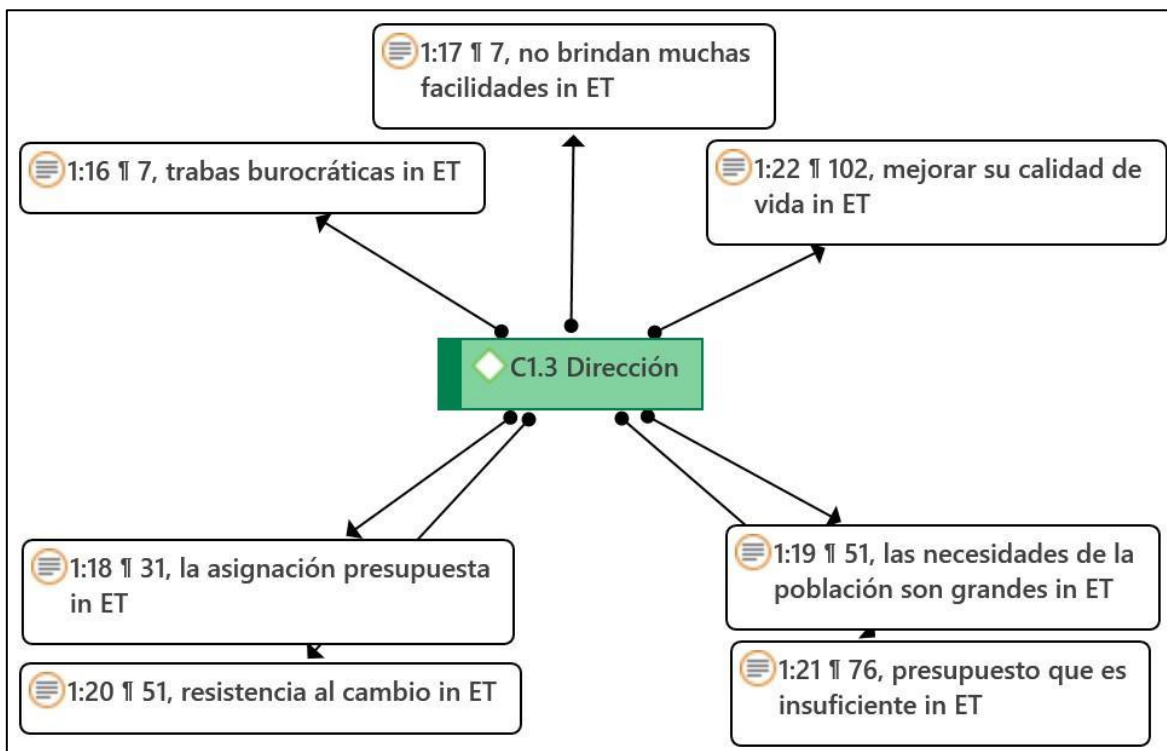 1:17 ¶ 7, no brindan muchas
facilidades in ET
1:16 ¶ 7, trabas burocráticas in ET
1:22 ¶ 102, mejorar su calidad de
vida in ET
C1.3 Dirección
1:18 ¶ 31, la asignación presupuesta
in ET
1:19 ¶ 51, las necesidades de la
población son grandes in ET
1:20 ¶ 51, resistencia al cambio in ET
1:21 ¶ 76, presupuesto que es
insuficiente in ET